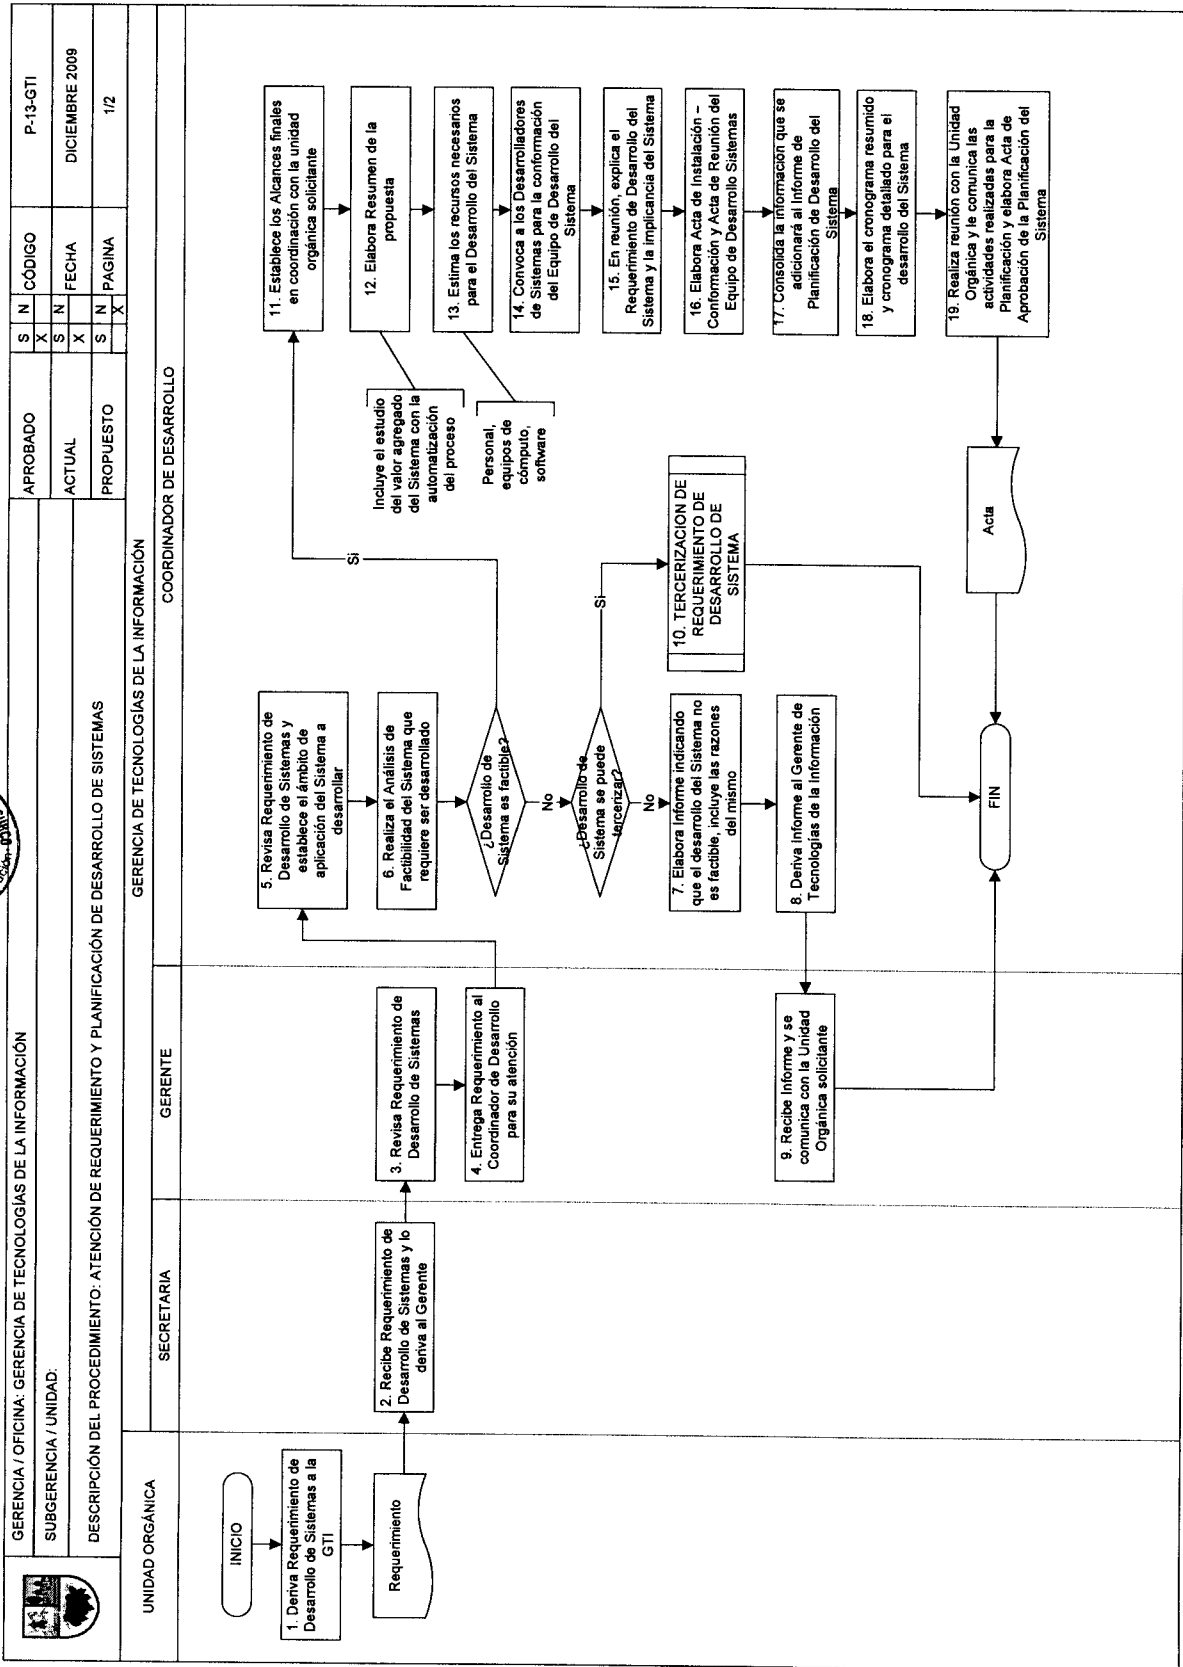 GERENCIA / OFICINA: GERENCIA DE TECNOLOGÍAS DE LA INFORMACIÓN
SUBGERENCIA / UNIDAD:
DESCRIPCIÓN DEL PROCEDIMIENTO: ATENCIÓN DE REQUERIMIENTO Y PLANIFICACIÓN DE DESARROLLO DE SISTEMAS
APROBADO
S N
X
CÓDIGO
P-13-GTI
ACTUAL
S N
X
FECHA
DICIEMBRE 2009
PROPUESTO
S N
X
PAGINA
1/2
UNIDAD ORGÁNICA
GERENCIA DE TECNOLOGÍAS DE LA INFORMACIÓN
SECRETARIA
GERENTE
COORDINADOR DE DESARROLLO
INICIO
1. Deriva Requerimiento de
Desarrollo de Sistemas a la
GTI
Requerimiento
2. Recibe Requerimiento de
Desarrollo de Sistemas y lo
deriva al Gerente
3. Revisa Requerimiento de
Desarrollo de Sistemas
4. Entrega Requerimiento al
Coordinador de Desarrollo
para su atención
5. Revisa Requerimiento de
Desarrollo de Sistemas y
establece el ámbito de
aplicación del Sistema a
desarrollar
6. Realiza el Análisis de
Factibilidad del Sistema que
requiere ser desarrollado
¿Desarrollo de
Sistema es factible?
Si
No
¿Desarrollo de
Sistema se puede
tercerizar?
Si
No
7. Elabora Informe indicando
que el desarrollo del Sistema no
es factible, incluye las razones
del mismo
8. Deriva Informe al Gerente de
Tecnologías de la Información
9. Recibe Informe y se
comunica con la Unidad
Orgánica solicitante
10. TERCERIZACION DE
REQUERIMIENTO DE
DESARROLLO DE
SISTEMA
11. Establece los Alcances finales
en coordinación con la unidad
orgánica solicitante
12. Elabora Resumen de la
propuesta
Incluye el estudio
del valor agregado
del Sistema con la
automatización
del proceso
13. Estima los recursos necesarios
para el Desarrollo del Sistema
Personal,
equipos de
cómputo,
software
14. Convoca a los Desarrolladores
de Sistemas para la conformación
del Equipo de Desarrollo del
Sistema
15. En reunión, explica el
Requerimiento de Desarrollo del
Sistema y la implicancia del Sistema
16. Elabora Acta de Instalación –
Conformación y Acta de Reunión del
Equipo de Desarrollo Sistemas
17. Consolida la información que se
adicionará al Informe de
Planificación de Desarrollo del
Sistema
18. Elabora el cronograma resumido
y cronograma detallado para el
desarrollo del Sistema
19. Realiza reunión con la Unidad
Orgánica y le comunica las
actividades realizadas para la
Planificación y elabora Acta de
Aprobación de la Planificación del
Sistema
Acta
FIN